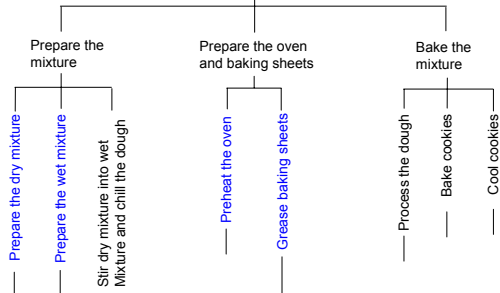 Prepare the
mixture
Prepare the oven
and baking sheets
Bake the
mixture
Prepare the dry mixture
Prepare the wet mixture
Stir dry mixture into wet
Mixture and chill the dough
Preheat the oven
Grease baking sheets
Process the dough
Bake cookies
Cool cookies